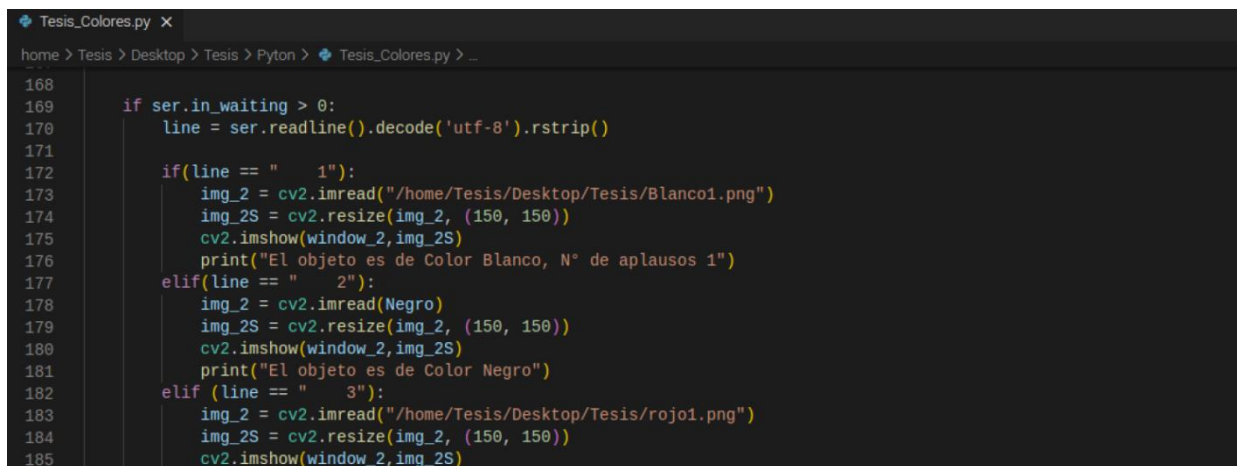 Tesis_Colores.py ×
home > Tesis > Desktop > Tesis > Pyton > Tesis_Colores.py > ...
168
169 if ser.in_waiting > 0:
170 line = ser.readline().decode('utf-8').rstrip()
171
172 if(line == "    1"):
173 img_2 = cv2.imread("/home/Tesis/Desktop/Tesis/Blanco1.png")
174 img_2S = cv2.resize(img_2, (150, 150))
175 cv2.imshow(window_2,img_2S)
176 print("El objeto es de Color Blanco, N° de aplausos 1")
177 elif(line == "    2"):
178 img_2 = cv2.imread(Negro)
179 img_2S = cv2.resize(img_2, (150, 150))
180 cv2.imshow(window_2,img_2S)
181 print("El objeto es de Color Negro")
182 elif (line == "    3"):
183 img_2 = cv2.imread("/home/Tesis/Desktop/Tesis/rojo1.png")
184 img_2S = cv2.resize(img_2, (150, 150))
185 cv2.imshow(window_2,img_2S)